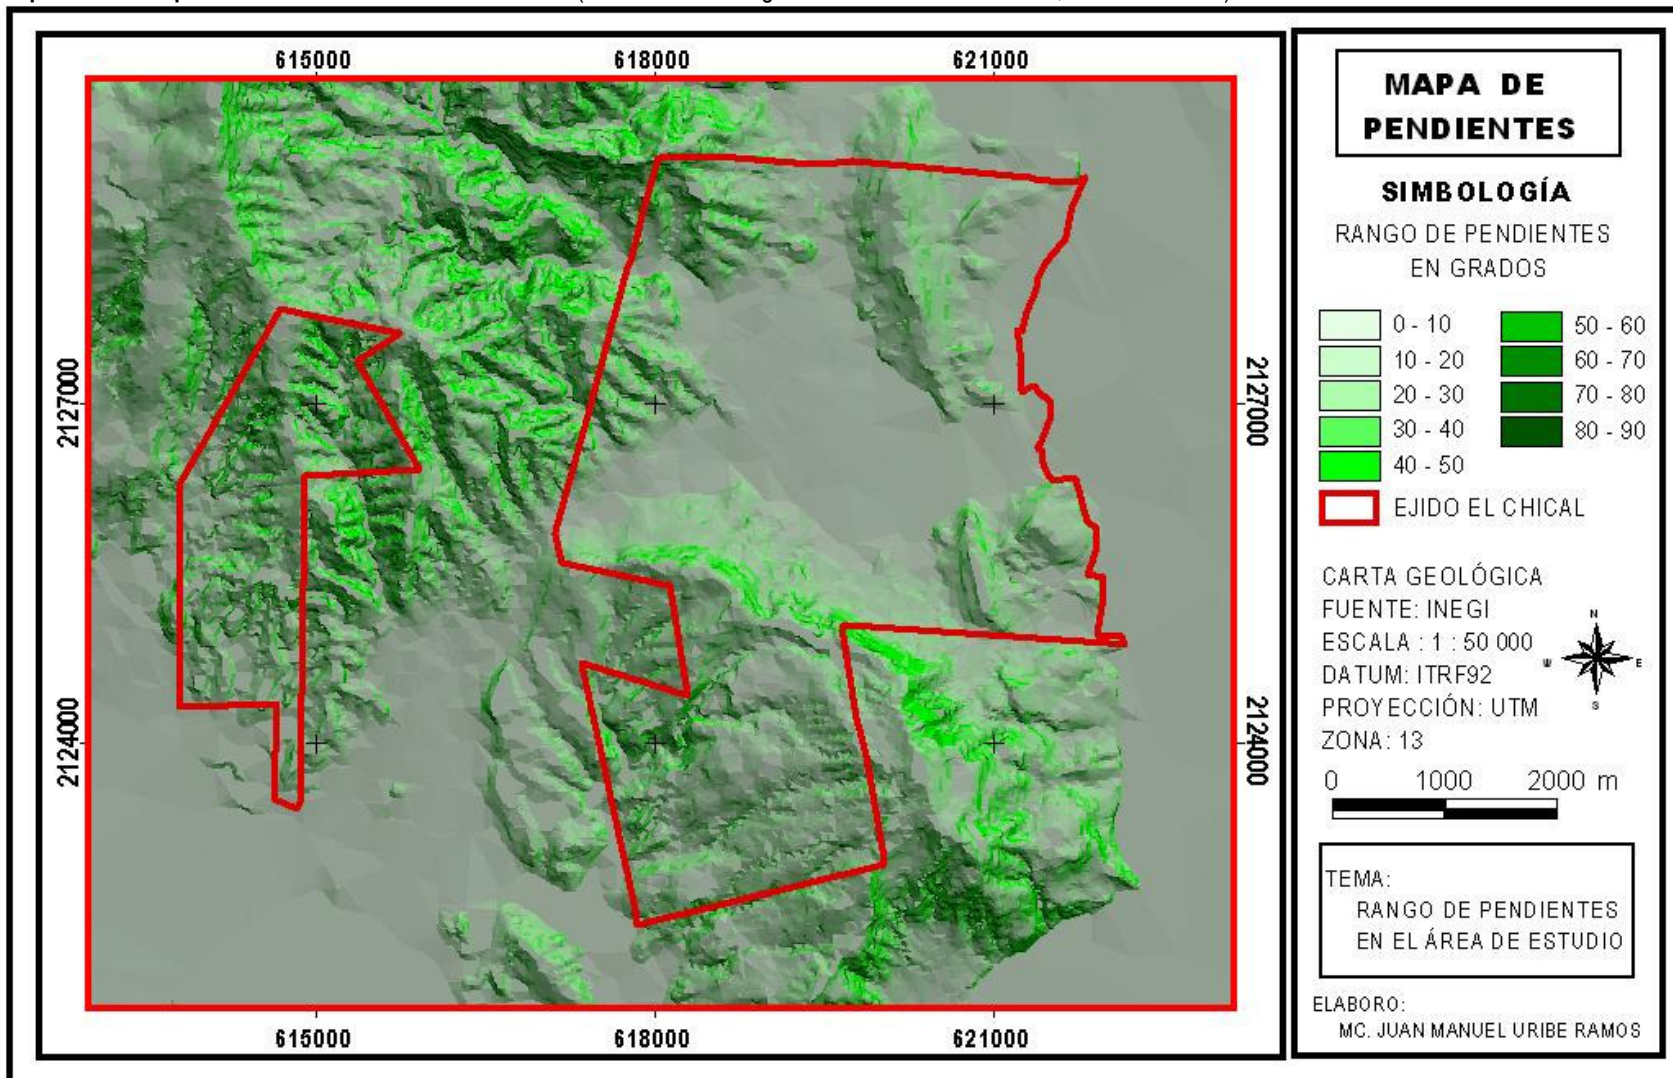 615000
618000
621000
2127000
2127000
2124000
2124000
615000
618000
621000
MAPA DE
PENDIENTES
SIMBOLOGÍA
RANGO DE PENDIENTES
EN GRADOS
0 - 10
50 - 60
10 - 20
60 - 70
20 - 30
70 - 80
30 - 40
80 - 90
40 - 50
EJIDO EL CHICAL
CARTA GEOLÓGICA
FUENTE: INEGI
ESCALA : 1 : 50 000
DATUM: ITRF92
PROYECCIÓN: UTM
ZONA: 13
N
W
E
S
0 1000 2000 m
TEMA:
RANGO DE PENDIENTES
EN EL ÁREA DE ESTUDIO
ELABORO:
MC. JUAN MANUEL URIBE RAMOS